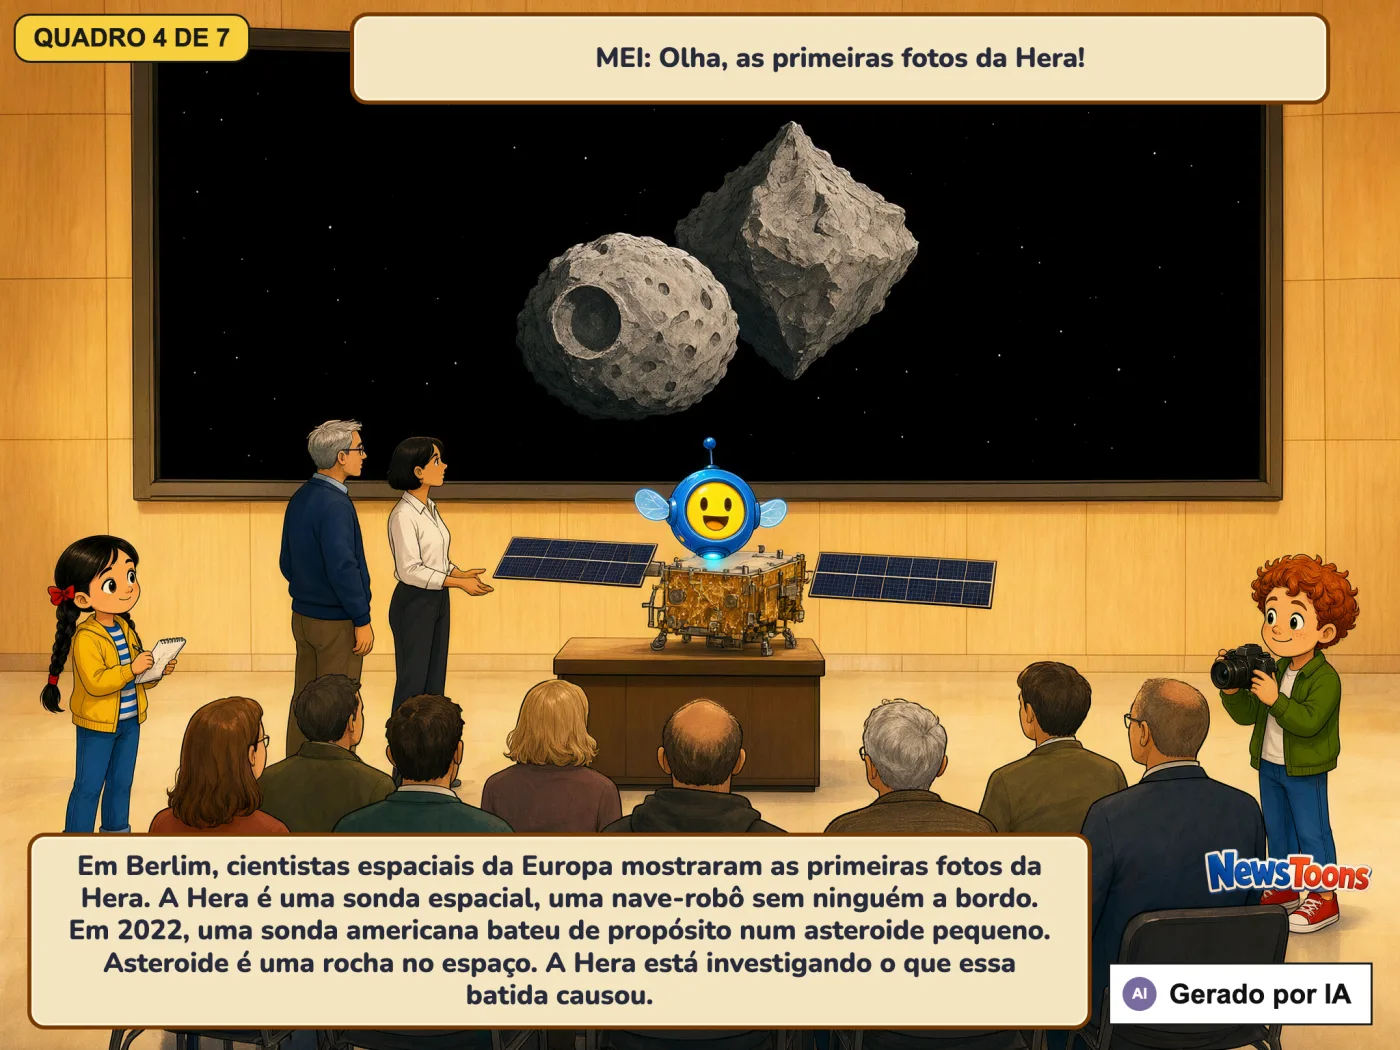 QUADRO 4 DE 7
MEI: Olha, as primeiras fotos da Hera!
Em Berlim, cientistas espaciais da Europa mostraram as primeiras fotos da
Hera. A Hera é uma sonda espacial, uma nave-robô sem ninguém a bordo.
Em 2022, uma sonda americana bateu de propósito num asteroide pequeno.
Asteroide é uma rocha no espaço. A Hera está investigando o que essa
batida causou.
NewsToons
AI Gerado por IA